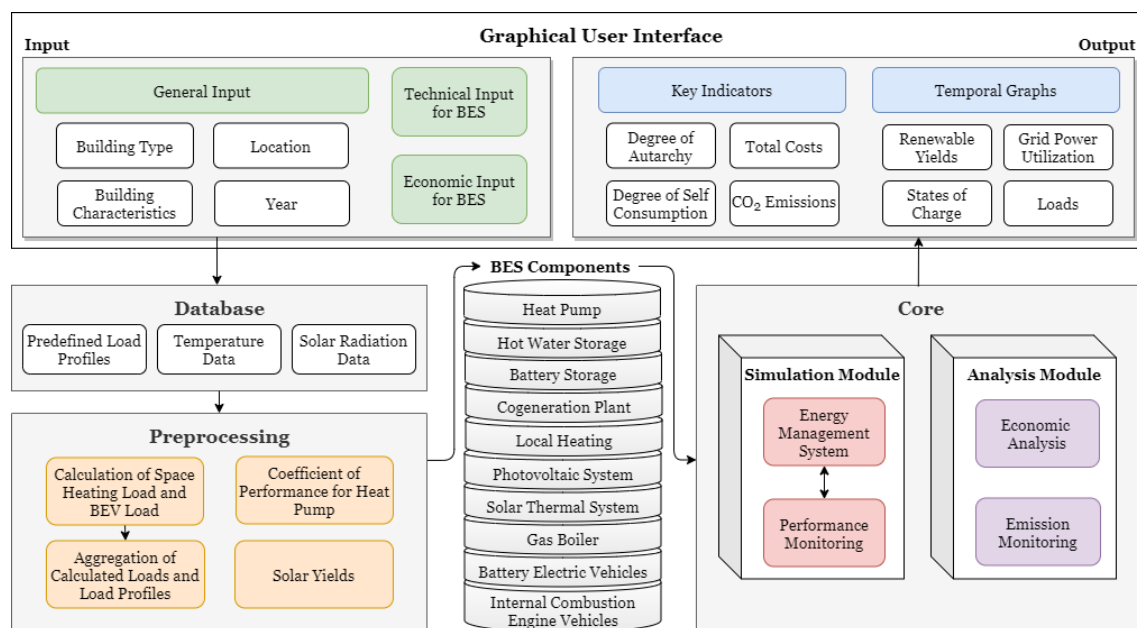 Graphical User Interface
Input
General Input
Technical Input
for BES
Building Type
Location
Building
Characteristics
Year
Economic Input
for BES
Output
Key Indicators
Temporal Graphs
Degree of
Autarchy
Total Costs
Renewable
Yields
Grid Power
Utilization
Degree of Self
Consumption
CO₂ Emissions
States of
Charge
Loads
Database
Predefined Load
Profiles
Temperature
Data
Solar Radiation
Data
Preprocessing
Calculation of Space
Heating Load and
BEV Load
Coefficient of
Performance for Heat
Pump
Aggregation of
Calculated Loads and
Load Profiles
Solar Yields
BES Components
Heat Pump
Hot Water Storage
Battery Storage
Cogeneration Plant
Local Heating
Photovoltaic System
Solar Thermal System
Gas Boiler
Battery Electric Vehicles
Internal Combustion
Engine Vehicles
Core
Simulation Module
Energy
Management
System
Performance
Monitoring
Analysis Module
Economic
Analysis
Emission
Monitoring